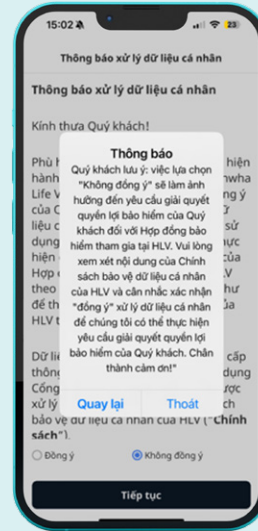 15:02
23
Thông báo xử lý dữ liệu cá nhân
Thông báo xử lý dữ liệu cá nhân
Kính thưa Quý khách!
Thông báo
Quý khách lưu ý: việc lựa chọn
"Không đồng ý" sẽ làm ảnh
hưởng đến yêu cầu giải quyết
quyền lợi bảo hiểm của Quý
khách đối với Hợp đồng bảo
hiểm tham gia tại HLV. Vui lòng
xem xét nội dung của Chính
sách bảo vệ dữ liệu cá nhân
của HLV và cân nhắc xác nhận
"đồng ý" xử lý dữ liệu cá nhân
để chúng tôi có thể thực hiện
yêu cầu giải quyết quyền lợi
bảo hiểm của Quý khách. Chân
thành cảm ơn!"
Quay lại Thoát
bảo vệ dữ liệu cá nhân của HLV ("Chính
sách").
Đồng ý Không đồng ý
Tiếp tục